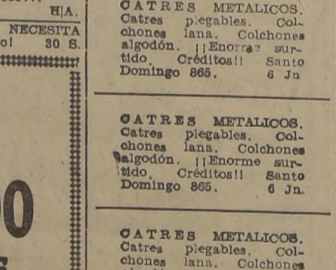 H|A.
NECESITA
o! 30 S.
0
CATRES METALICOS.
Catres plegables. Col-
chones lana. Colchones
algodón. ¡¡Enorme sur-
tido. Créditos!! Santo
Domingo 865. 6 Jn
CATRES METALICOS.
Catres plegables. Col-
chones lana. Colchones
algodón. ¡¡Enorme sur-
tido. Créditos!! Santo
Domingo 865. 6 Jn.
CATRES METALICOS.
Catres plegables. Col-
chones lana. Colchones